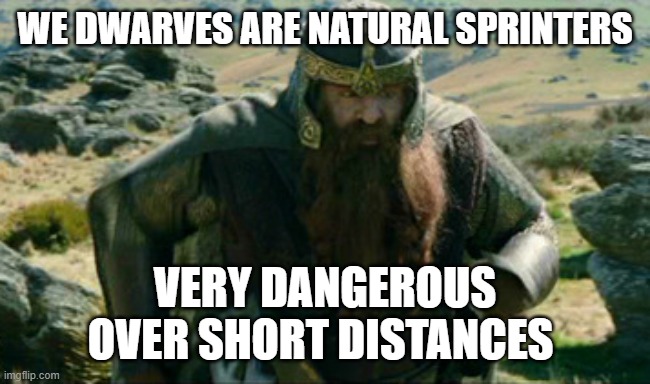 WE DWARVES ARE NATURAL SPRINTERS
VERY DANGEROUS
OVER SHORT DISTANCES
imgflip.com